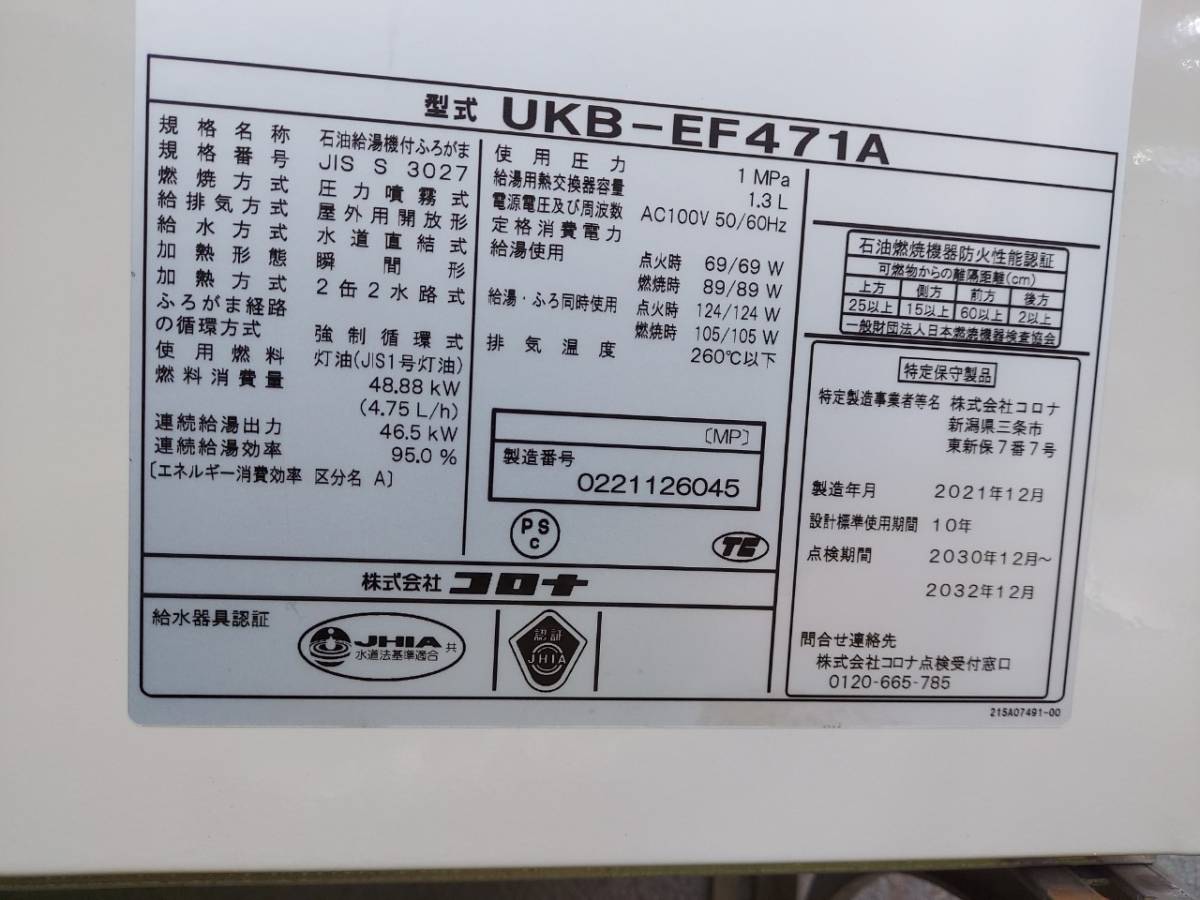 型式 UKB-EF471A
規格名称 石油給湯機付ふろがま
規格番号 JIS S 3027
燃焼方式 圧力噴霧式
給排気方式 屋外用開放形
給水方式 水道直結式
加熱形態 瞬間形
加熱方式 2缶2水路式
ふろがま経路
の循環方式 強制循環式
使用燃料 灯油(JIS1号灯油)
燃料消費量 48.88 kW
(4.75 L/h)
連続給湯出力 46.5 kW
連続給湯効率 95.0 %
〔エネルギー消費効率 区分名 A〕
使用圧力 1 MPa
給湯用熱交換器容量 1.3 L
電源電圧及び周波数 AC100V 50/60Hz
定格消費電力
給湯使用 点火時 69/69 W
燃焼時 89/89 W
給湯・ふろ同時使用 点火時 124/124 W
燃焼時 105/105 W
排気温度 260℃以下
〔MP〕
製造番号
0221126045
PS
C
TE
石油燃焼機器防火性能認証
可燃物からの離隔距離(cm)
上方 側方 前方 後方
25以上 15以上 60以上 2以上
一般財団法人日本燃焼機器検査協会
特定保守製品
特定製造事業者等名 株式会社コロナ
新潟県三条市
東新保7番7号
製造年月 2021年12月
設計標準使用期間 10年
点検期間 2030年12月～
2032年12月
問合せ連絡先
株式会社コロナ点検受付窓口
0120-665-785
株式会社 コロナ
給水器具認証
JHIA 共
水道法基準適合
認証
JHIA
215A07491-00